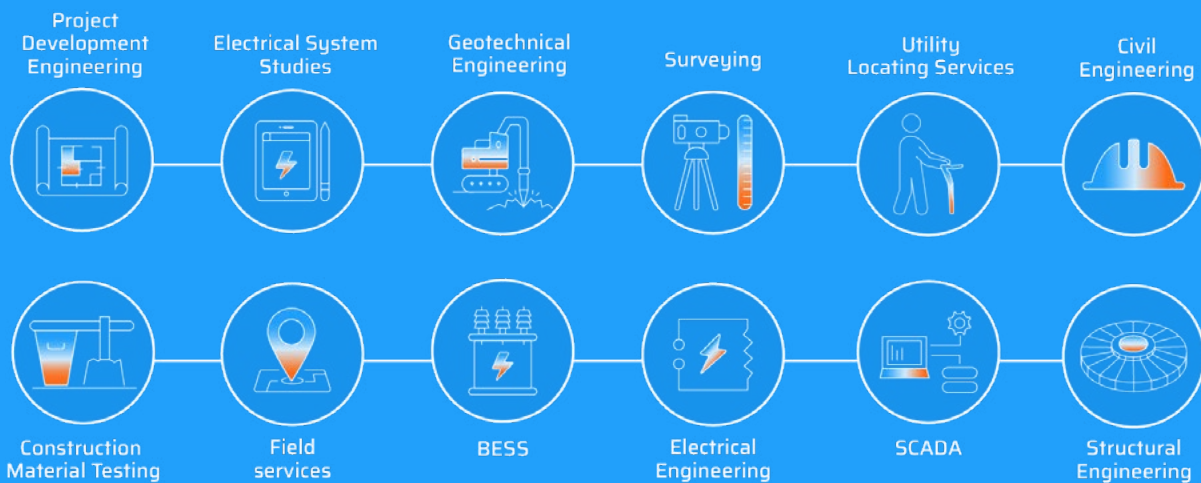 Project
Development
Engineering
Electrical System
Studies
Geotechnical
Engineering
Surveying
Utility
Locating Services
Civil
Engineering
Construction
Material Testing
Field
services
BESS
Electrical
Engineering
SCADA
Structural
Engineering